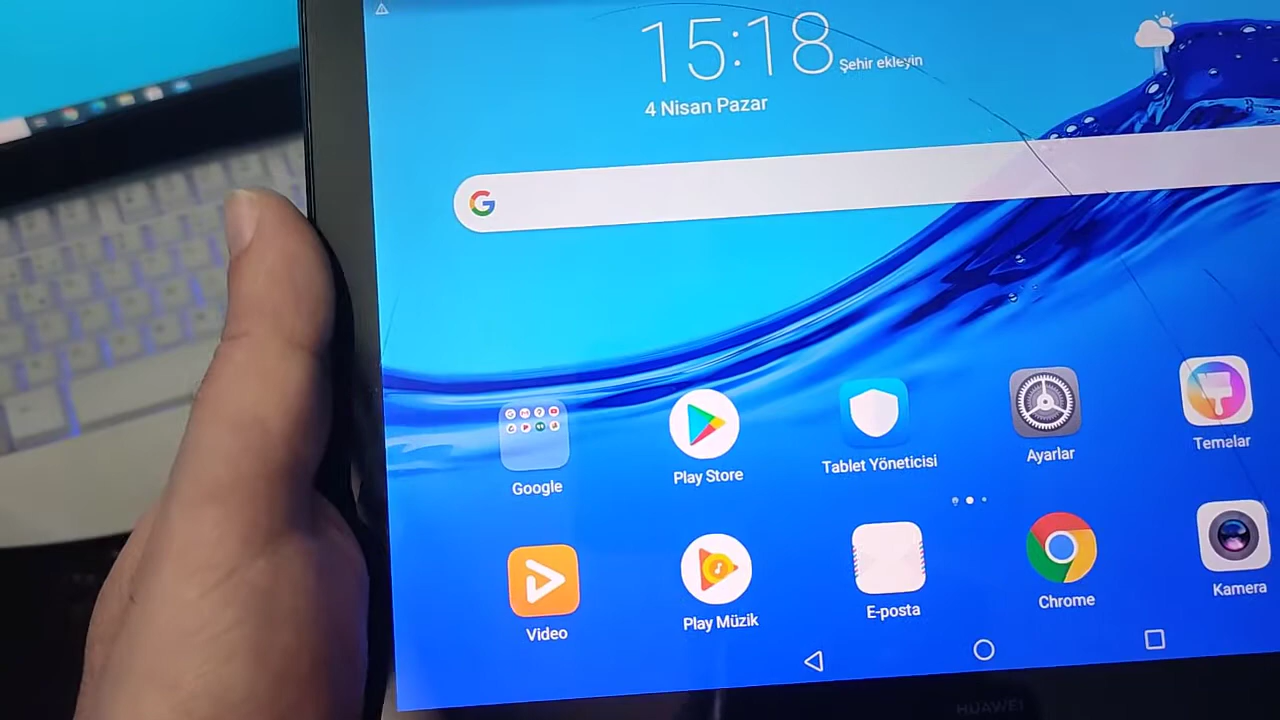 15:18
Şehir ekleyin
4 Nisan Pazar
Google
Play Store
Tablet Yöneticisi
Ayarlar
Temalar
Video
Play Müzik
E-posta
Chrome
Kamera
HUAWEI